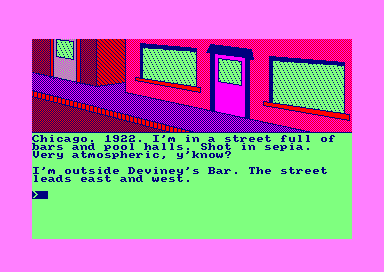 Chicago. 1922. I'm in a street full of
bars and pool halls. Shot in sepia.
Very atmospheric, y'know?
I'm outside Deviney's Bar. The street
leads east and west.
>